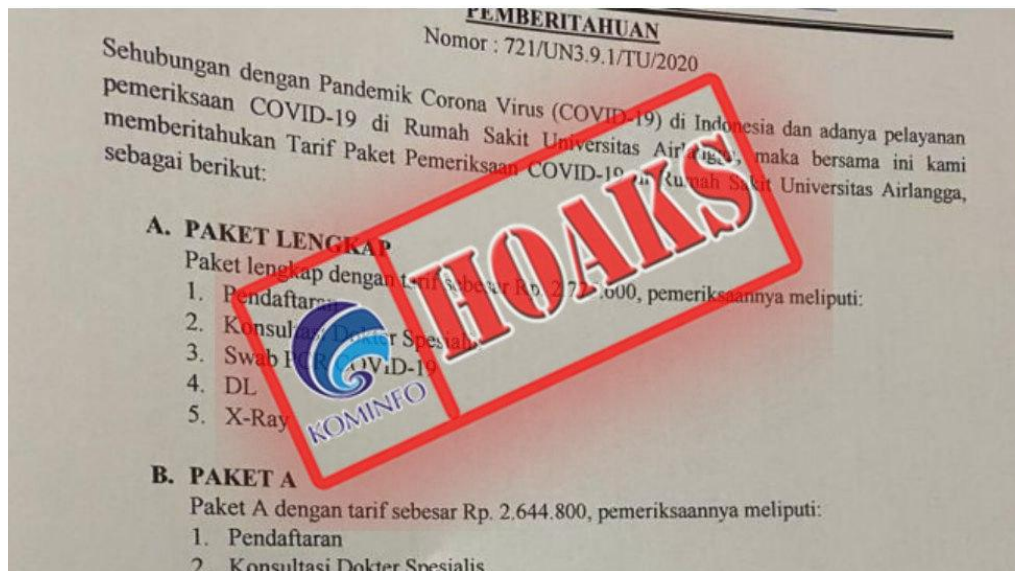 PEMBERITAHUAN
Nomor : 721/UN3.9.1/TU/2020
Sehubungan dengan Pandemik Corona Virus (COVID-19) di Indonesia dan adanya pelayanan
pemeriksaan COVID-19 di Rumah Sakit Universitas Airlangga, maka bersama ini kami
memberitahukan Tarif Paket Pemeriksaan COVID-19 di Rumah Sakit Universitas Airlangga,
sebagai berikut:
A. PAKET LENGKAP
Paket lengkap dengan tarif sebesar Rp. pemeriksaannya meliputi:
1. Pendaftaran
2. Konsultasi Dokter Spesialis
3. Swab PCR COVID-19
4. DL
5. X-Ray
HOAKS
KOMINFO
B. PAKET A
Paket A dengan tarif sebesar Rp. 2.644.800, pemeriksaannya meliputi:
1. Pendaftaran
2. Konsultasi Dokter Spesialis